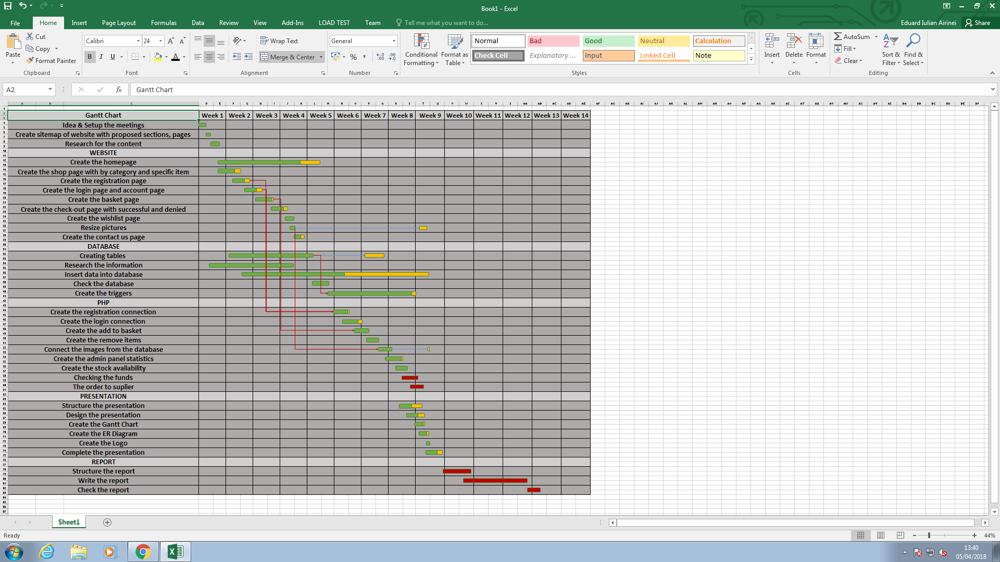 Book1 - Excel
File Home Insert Page Layout Formulas Data Review View Add-Ins LOAD TEST Team Tell me what you want to do... Eduard Iulian Airinei Share
Cut
Copy
Format Painter
Paste
Clipboard
Calibri 24
B I U
Font
Wrap Text
Merge & Center
Alignment
General
Number
Conditional Formatting
Format as Table
Normal Bad Good Neutral Calculation
Check Cell Explanatory ... Input Linked Cell Note
Styles
Insert Delete Format
Cells
AutoSum
Fill
Clear
Sort & Filter
Find & Select
Editing
A2 fx Gantt Chart
Gantt Chart Week 1 Week 2 Week 3 Week 4 Week 5 Week 6 Week 7 Week 8 Week 9 Week 10 Week 11 Week 12 Week 13 Week 14
Idea & Setup the meetings
Create sitemap of website with proposed sections, pages
Research for the content
WEBSITE
Create the homepage
Create the shop page with by category and specific item
Create the registration page
Create the login page and account page
Create the basket page
Create the check-out page with successful and denied
Create the wishlist page
Resize pictures
Create the contact us page
DATABASE
Creating tables
Research the information
Insert data into database
Check the database
Create the triggers
PHP
Create the registration connection
Create the login connection
Create the add to basket
Create the remove items
Connect the images from the database
Create the admin panel statistics
Create the stock availability
Checking the funds
The order to suplier
PRESENTATION
Structure the presentation
Design the presentation
Create the Gantt Chart
Create the ER Diagram
Create the Logo
Complete the presentation
REPORT
Structure the report
Write the report
Check the report
Sheet1
Ready
44%
13:40
05/04/2018